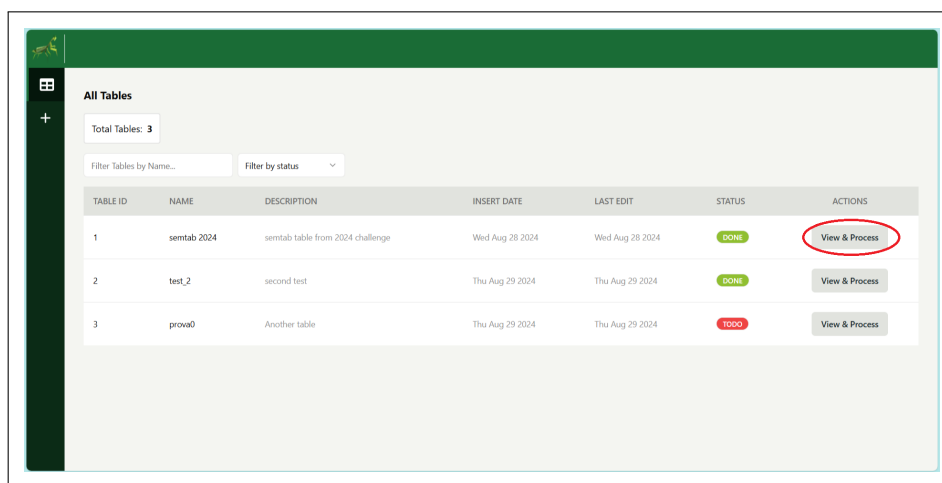 All Tables
Total Tables: 3
Filter Tables by Name... Filter by status
TABLE ID NAME DESCRIPTION INSERT DATE LAST EDIT STATUS ACTIONS
1 semtab 2024 semtab table from 2024 challenge Wed Aug 28 2024 Wed Aug 28 2024 DONE View & Process
2 test_2 second test Thu Aug 29 2024 Thu Aug 29 2024 DONE View & Process
3 prova0 Another table Thu Aug 29 2024 Thu Aug 29 2024 TODO View & Process